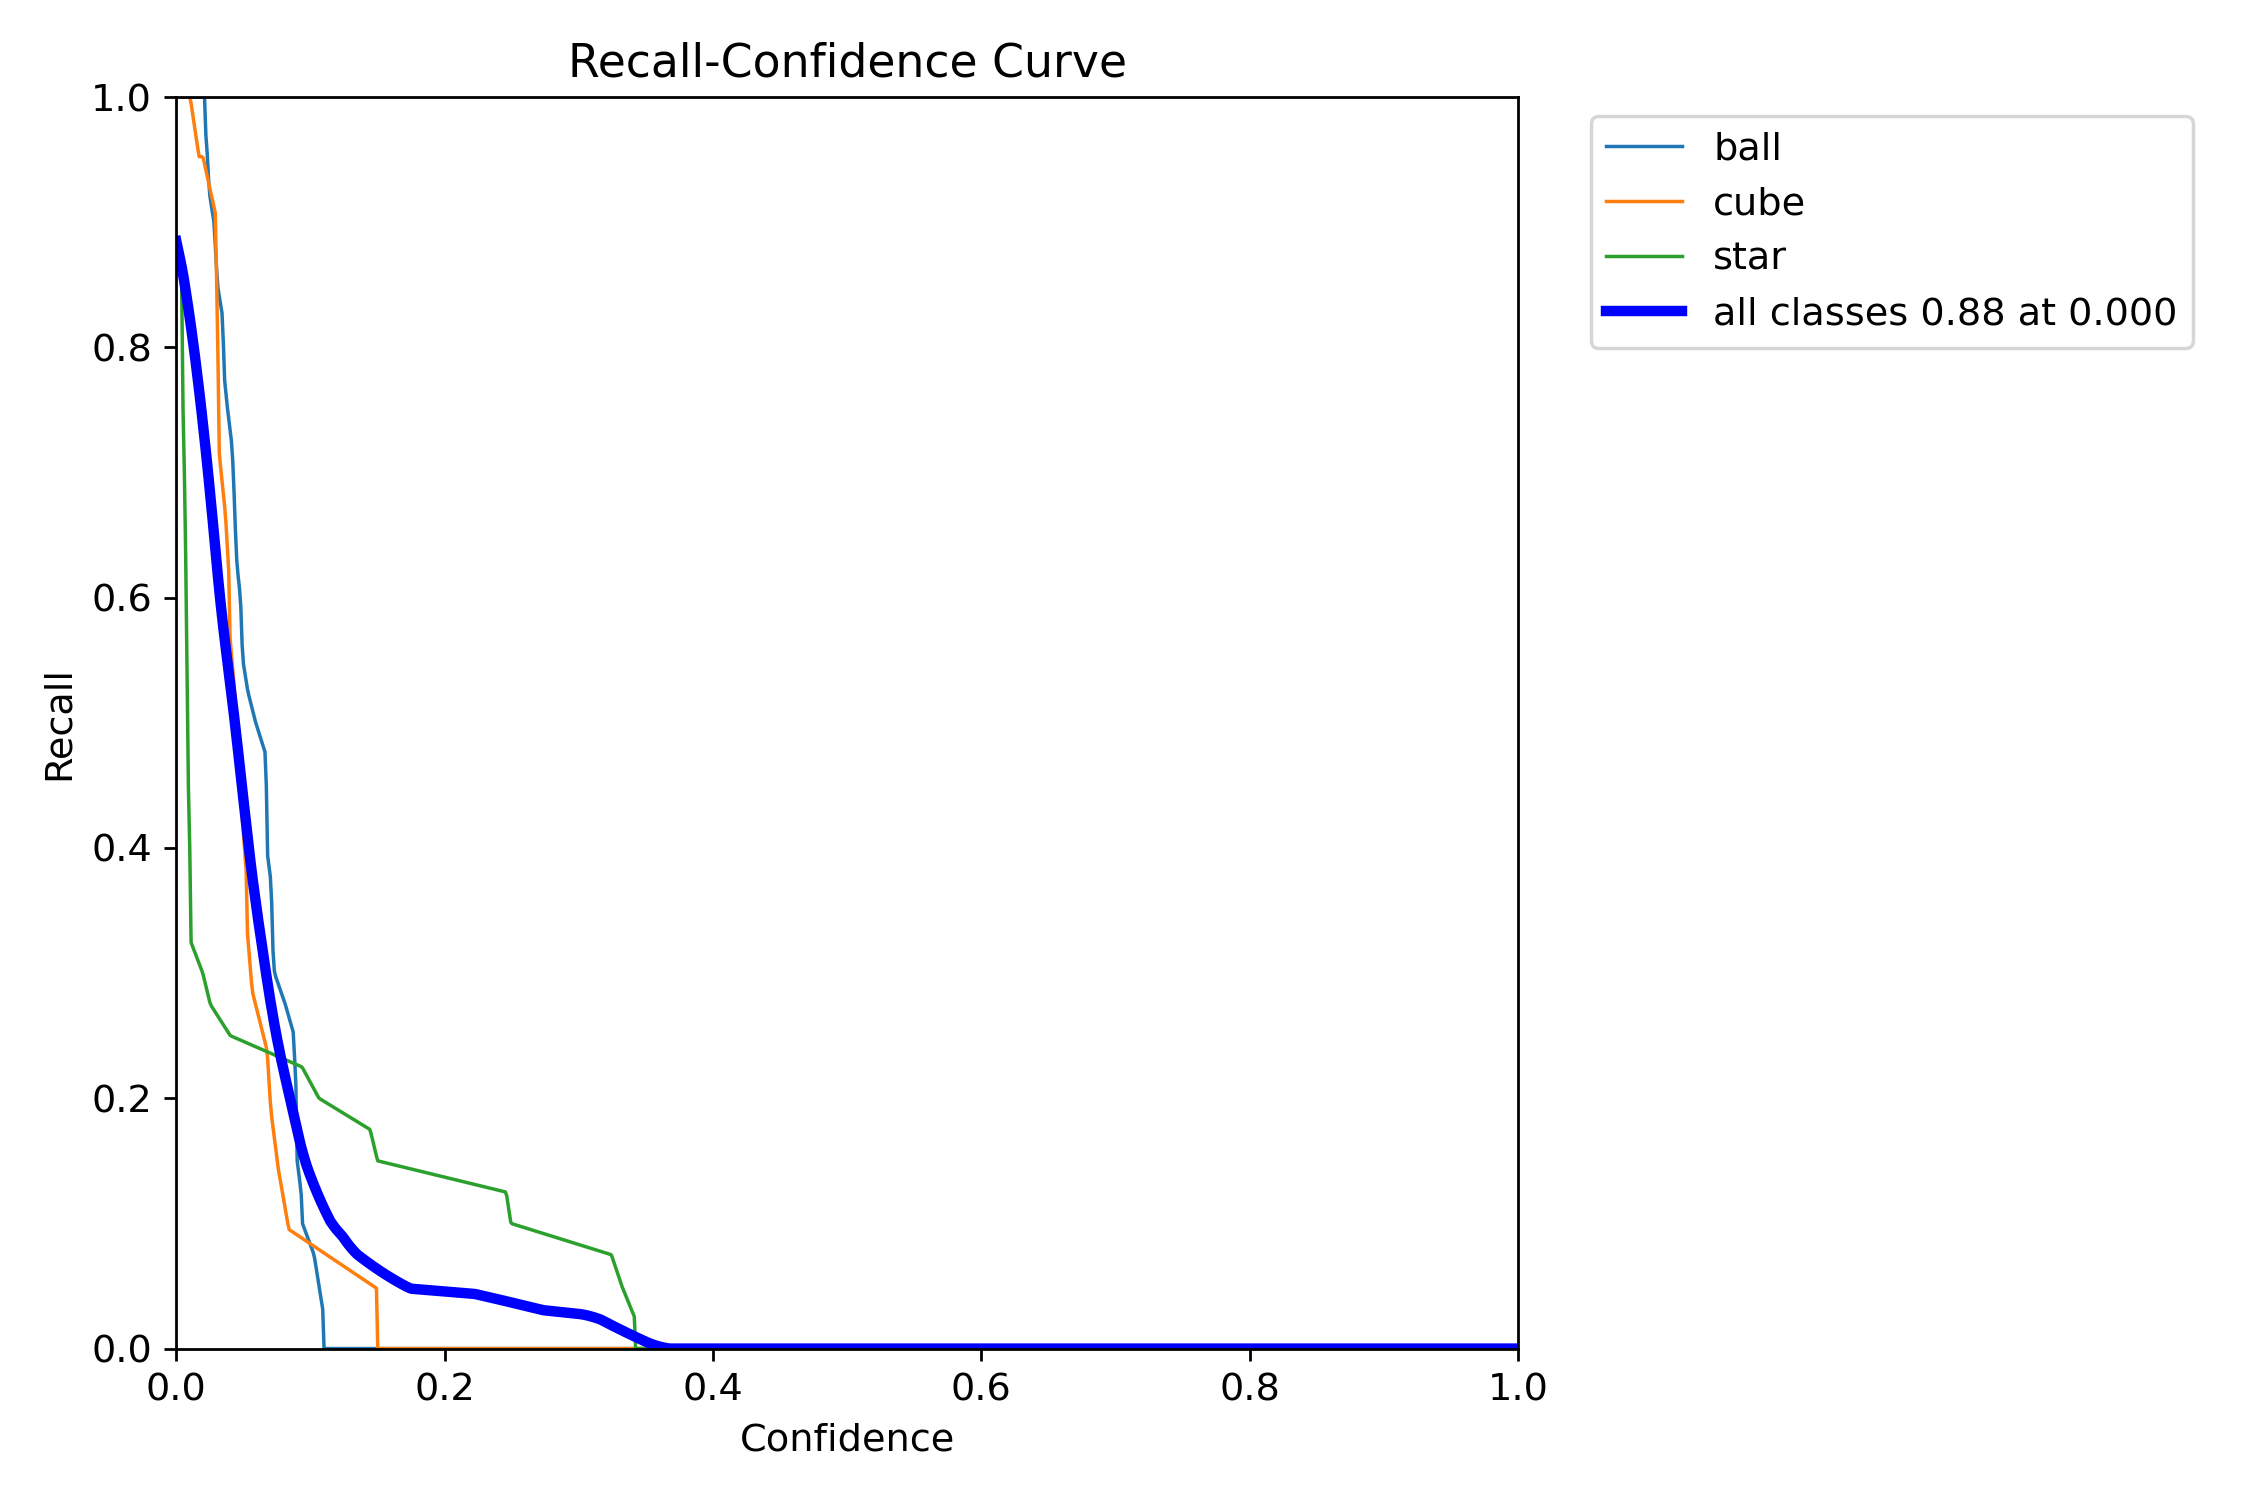 Recall-Confidence Curve
1.0
0.8
0.6
0.4
0.2
0.0
Recall
0.0 0.2 0.4 0.6 0.8 1.0
Confidence
ball
cube
star
all classes 0.88 at 0.000